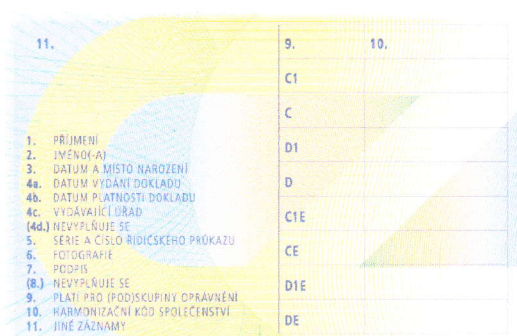 11.
9. 10.
C1
C
D1
D
C1E
CE
D1E
DE
1. PŘÍJMENÍ
2. JMÉNO(-A)
3. DATUM A MÍSTO NAROZENÍ
4a. DATUM VYDÁNÍ DOKLADU
4b. DATUM PLATNOSTI DOKLADU
4c. VYDÁVAJÍCÍ ÚŘAD
(4d.) NEVYPLŇUJE SE
5. SÉRIE A ČÍSLO ŘIDIČSKÉHO PRŮKAZU
6. FOTOGRAFIE
7. PODPIS
(8.) NEVYPLŇUJE SE
9. PLATÍ PRO (POD)SKUPINY OPRÁVNĚNÍ
10. HARMONIZAČNÍ KÓD SPOLEČENSTVÍ
11. JINÉ ZÁZNAMY